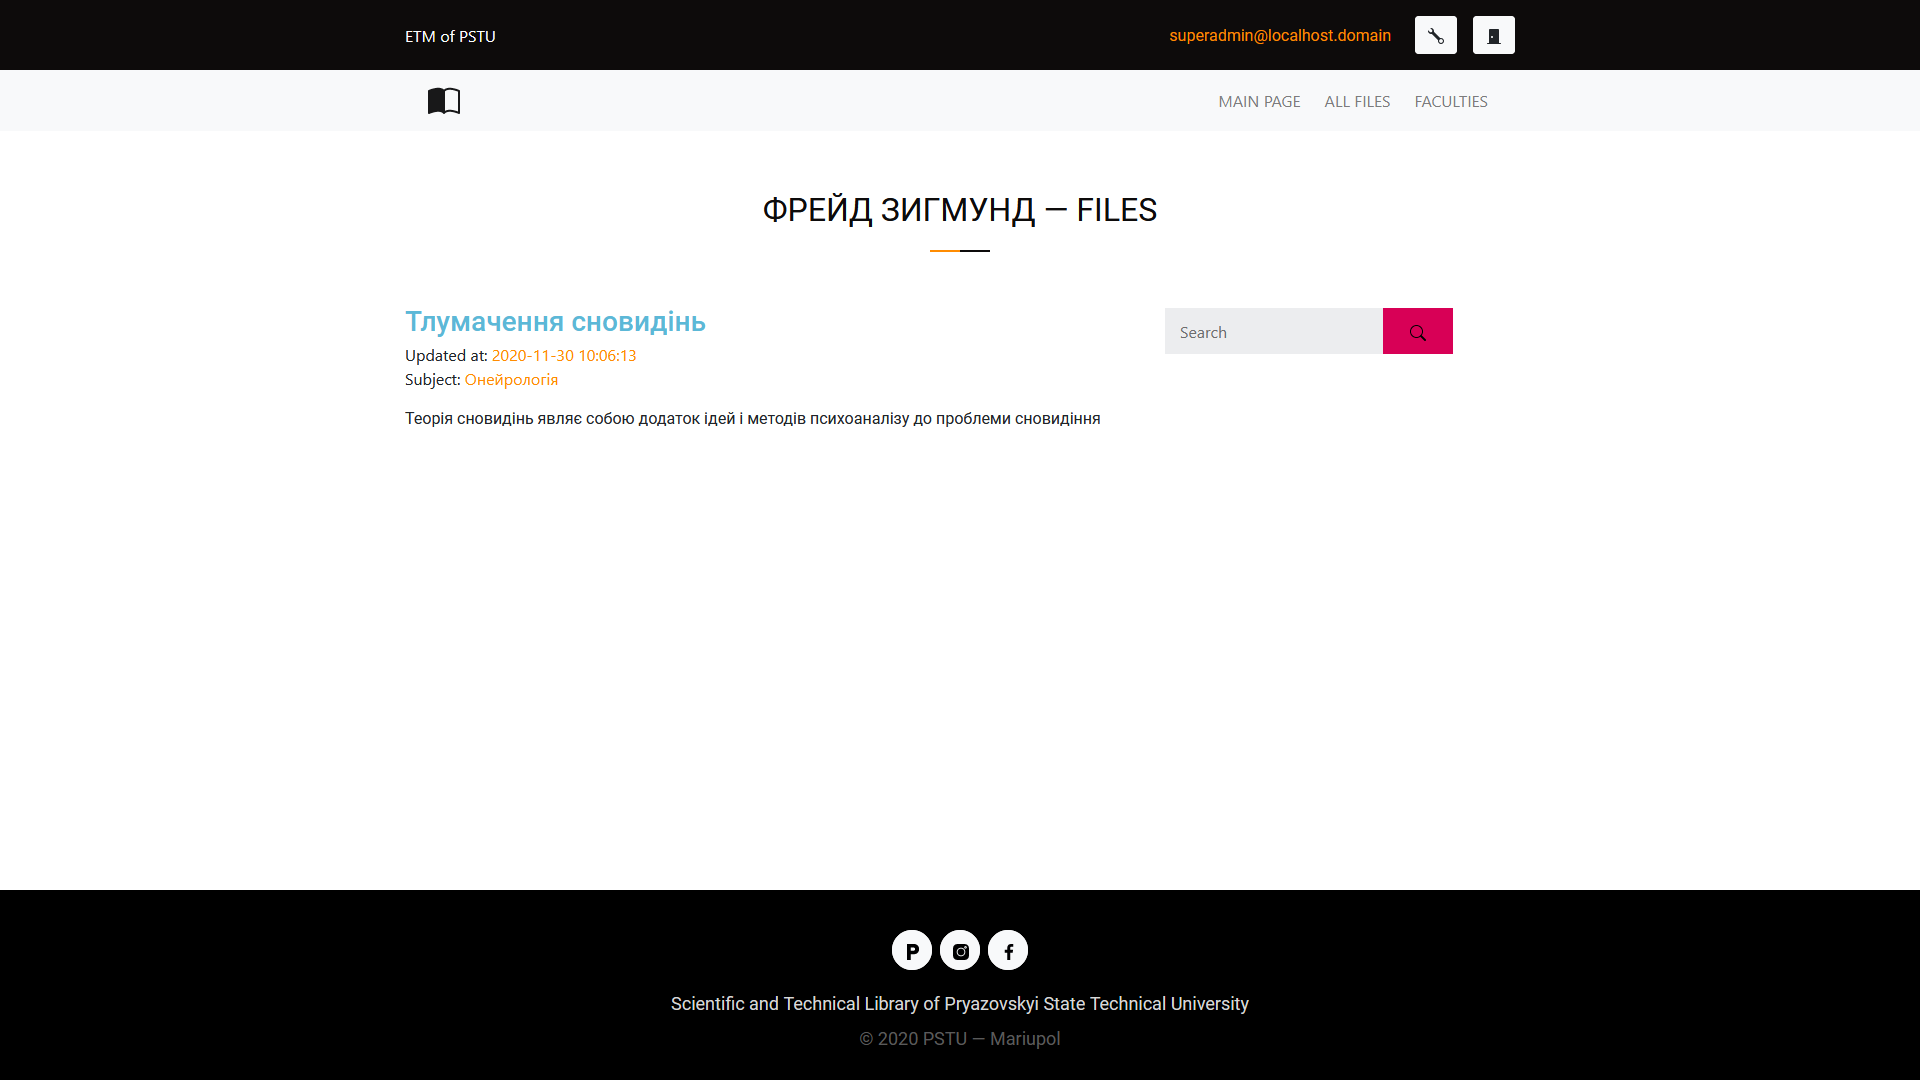 ETM of PSTU
superadmin@localhost.domain
MAIN PAGE ALL FILES FACULTIES
ФРЕЙД ЗИГМУНД — FILES
Тлумачення сновидінь
Updated at: 2020-11-30 10:06:13
Subject: Онейрологія
Теорія сновидінь являє собою додаток ідей і методів психоаналізу до проблеми сновидіння
Search
Scientific and Technical Library of Pryazovskyi State Technical University
© 2020 PSTU — Mariupol